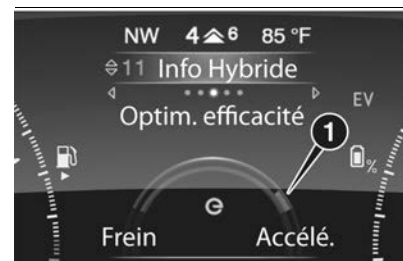 NW 4 6 85 °F
11 Info Hybride
Optim. efficacité
EV
1
%
Frein Accélé.